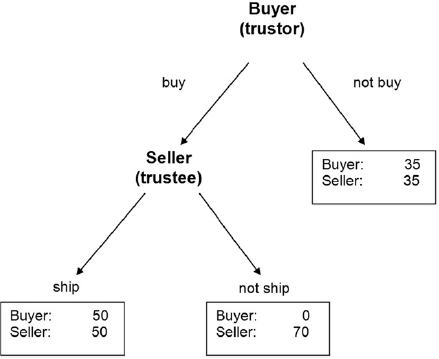 Buyer
(trustor)
buy
not buy
Seller
(trustee)
Buyer: 35
Seller: 35
ship
not ship
Buyer: 50
Seller: 50
Buyer: 0
Seller: 70